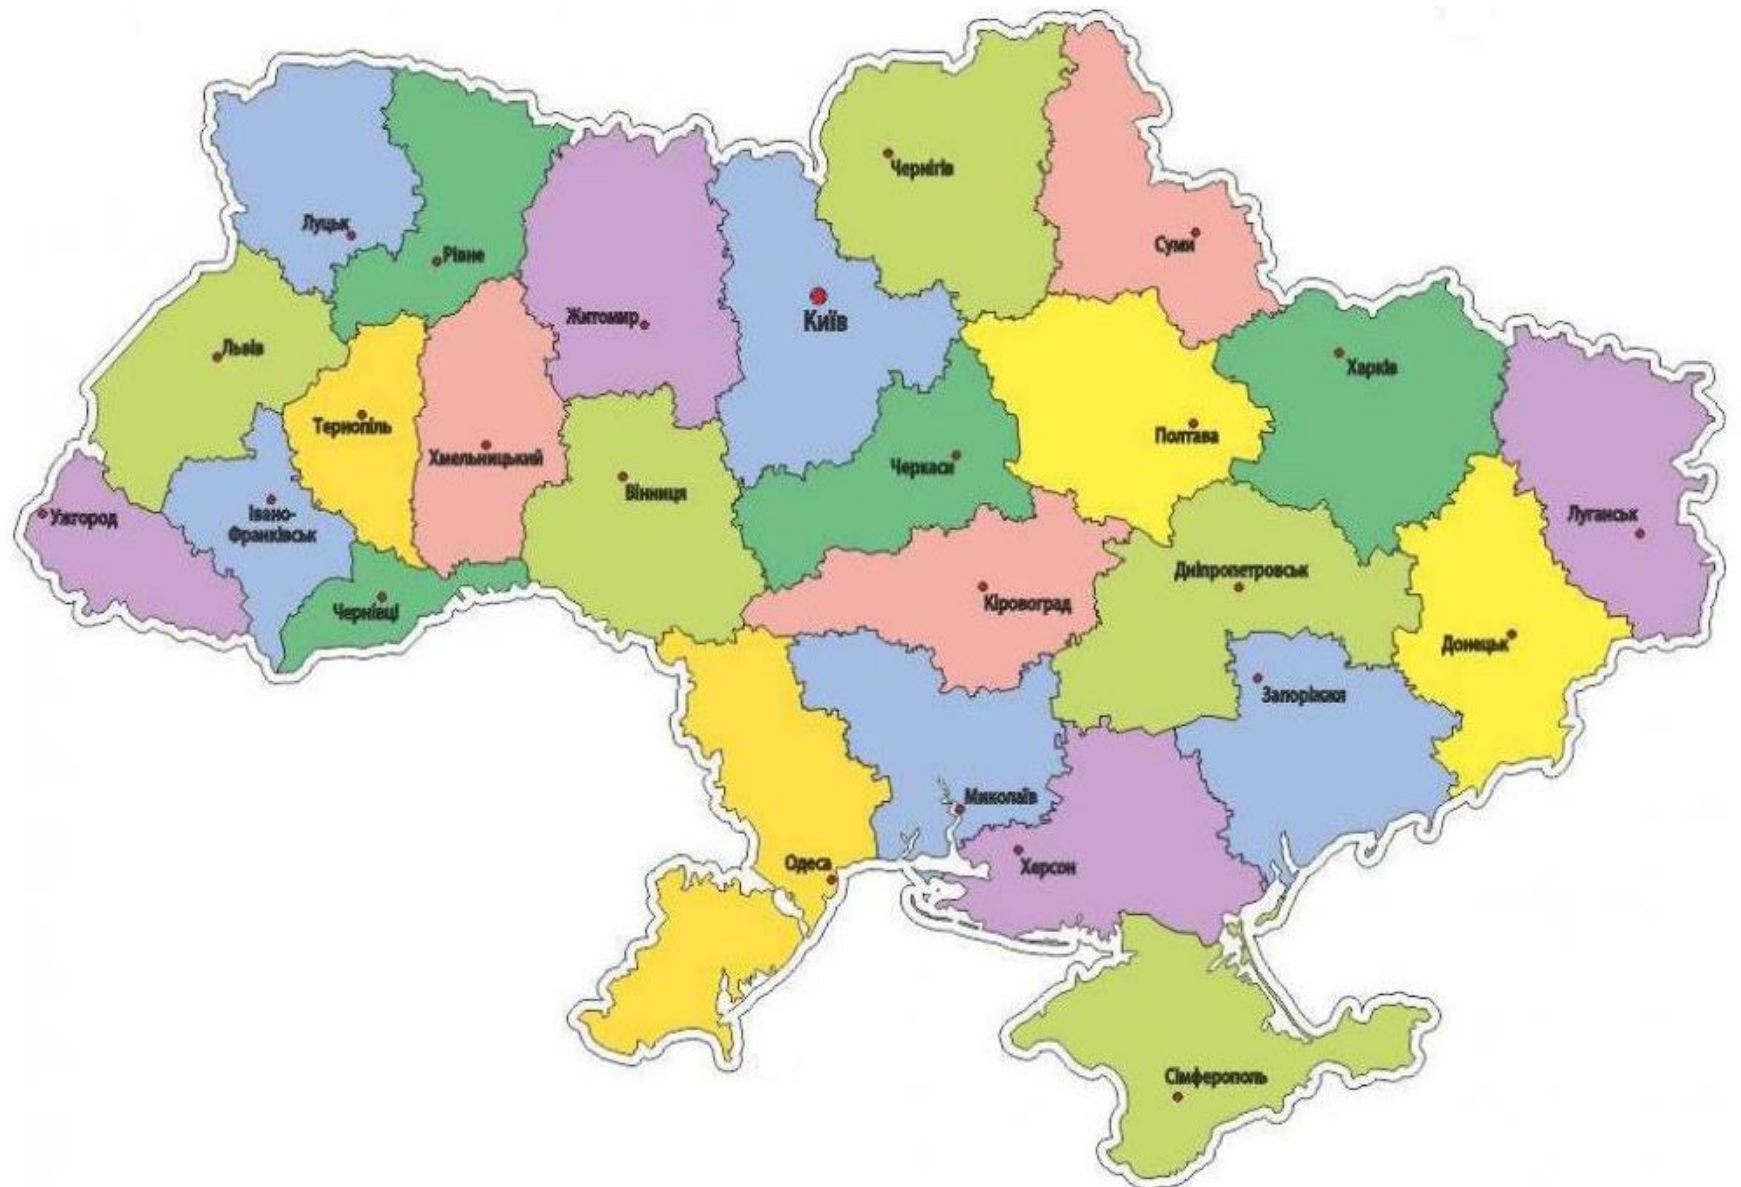 Чернігів
Луцьк
Суми
Рівне
Житомир
Київ
Львів
Харків
Тернопіль
Полтава
Хмельницький
Черкаси
Вінниця
Ужгород
Івано-
Франківськ
Луганськ
Дніпропетровськ
Чернівці
Кіровоград
Донецьк
Запоріжжя
Миколаїв
Одеса
Херсон
Сімферополь